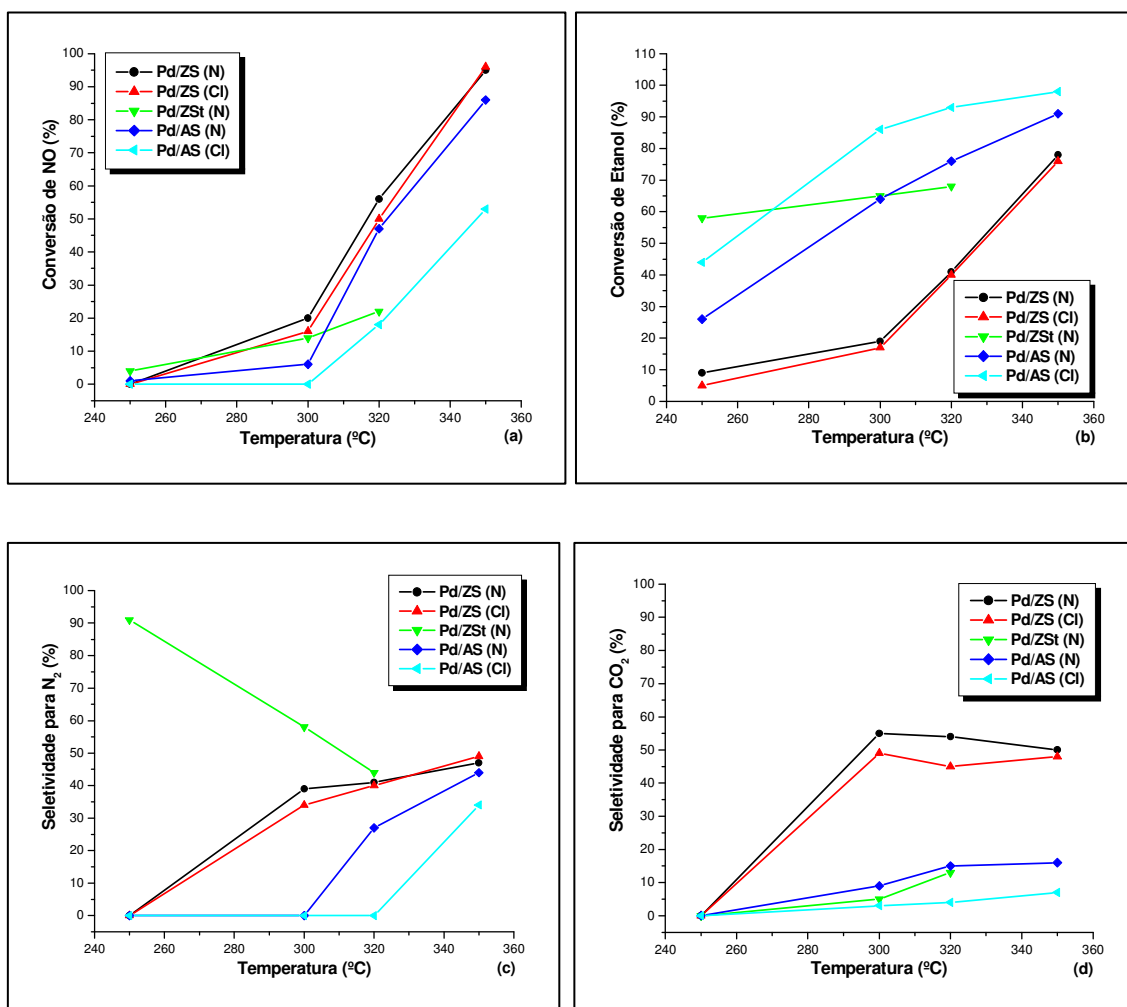 Conversão de NO (%)
100
90
80
70
60
50
40
30
20
10
0
Pd/ZS (N)
Pd/ZS (Cl)
Pd/ZSt (N)
Pd/AS (N)
Pd/AS (Cl)
240 260 280 300 320 340 360
Temperatura (ºC)
(a)
Conversão de Etanol (%)
110
100
90
80
70
60
50
40
30
20
10
0
Pd/ZS (N)
Pd/ZS (Cl)
Pd/ZSt (N)
Pd/AS (N)
Pd/AS (Cl)
240 260 280 300 320 340 360
Temperatura (ºC)
(b)
Seletividade para N2 (%)
100
90
80
70
60
50
40
30
20
10
0
Pd/ZS (N)
Pd/ZS (Cl)
Pd/ZSt (N)
Pd/AS (N)
Pd/AS (Cl)
240 260 280 300 320 340 360
Temperatura (ºC)
(c)
Seletividade para CO2 (%)
100
90
80
70
60
50
40
30
20
10
0
Pd/ZS (N)
Pd/ZS (Cl)
Pd/ZSt (N)
Pd/AS (N)
Pd/AS (Cl)
240 260 280 300 320 340 360
Temperatura (ºC)
(d)